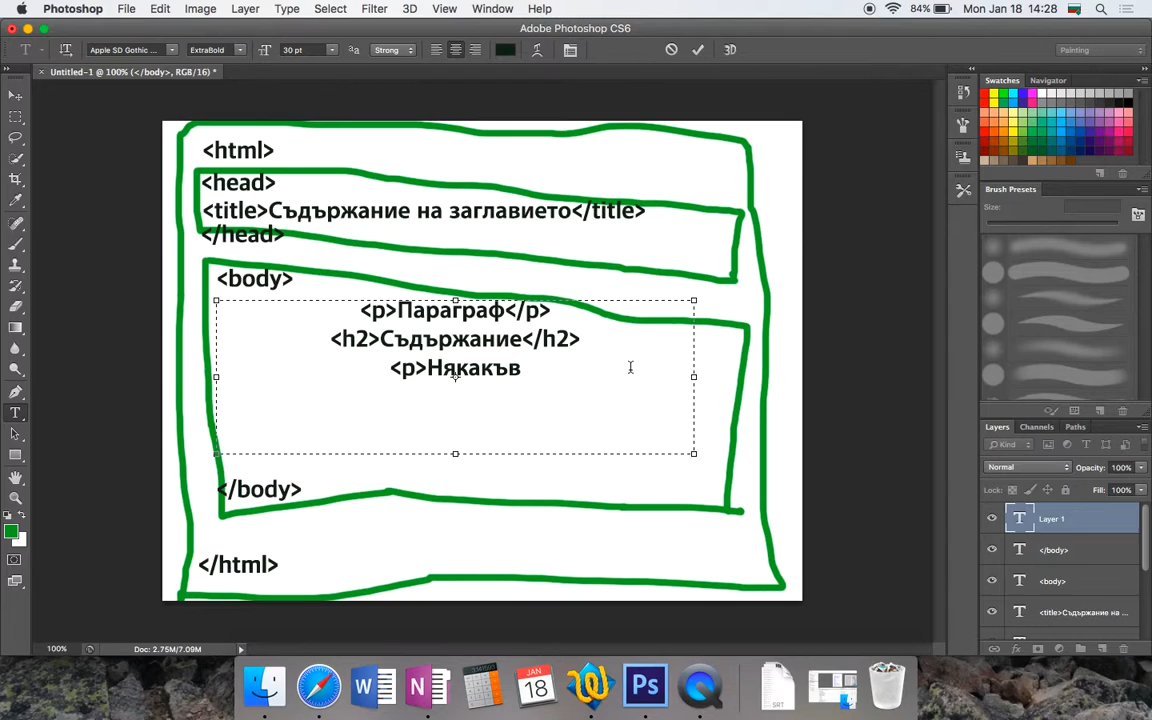 Photoshop File Edit Image Layer Type Select Filter 3D View Window Help 84% Mon Jan 18 14:28
Adobe Photoshop CS6
Apple SD Gothic ... ExtraBold 30 pt Strong 3D Painting
Untitled-1 @ 100% (</body>, RGB/16) *
Swatches Navigator
<html>
<head>
<title>Съдържание на заглавието</title>
</head>
<body>
<p>Параграф</p>
<h2>Съдържание</h2>
<p>Някакъв
</body>
</html>
Brush Presets
Size:
Layers Channels Paths
Kind
Normal Opacity: 100%
Lock: Fill: 100%
Layer 1
</body>
<body>
<title>Съдържание на ...
100% Doc: 2.75M/7.09M
JAN
18
Ps
SRT